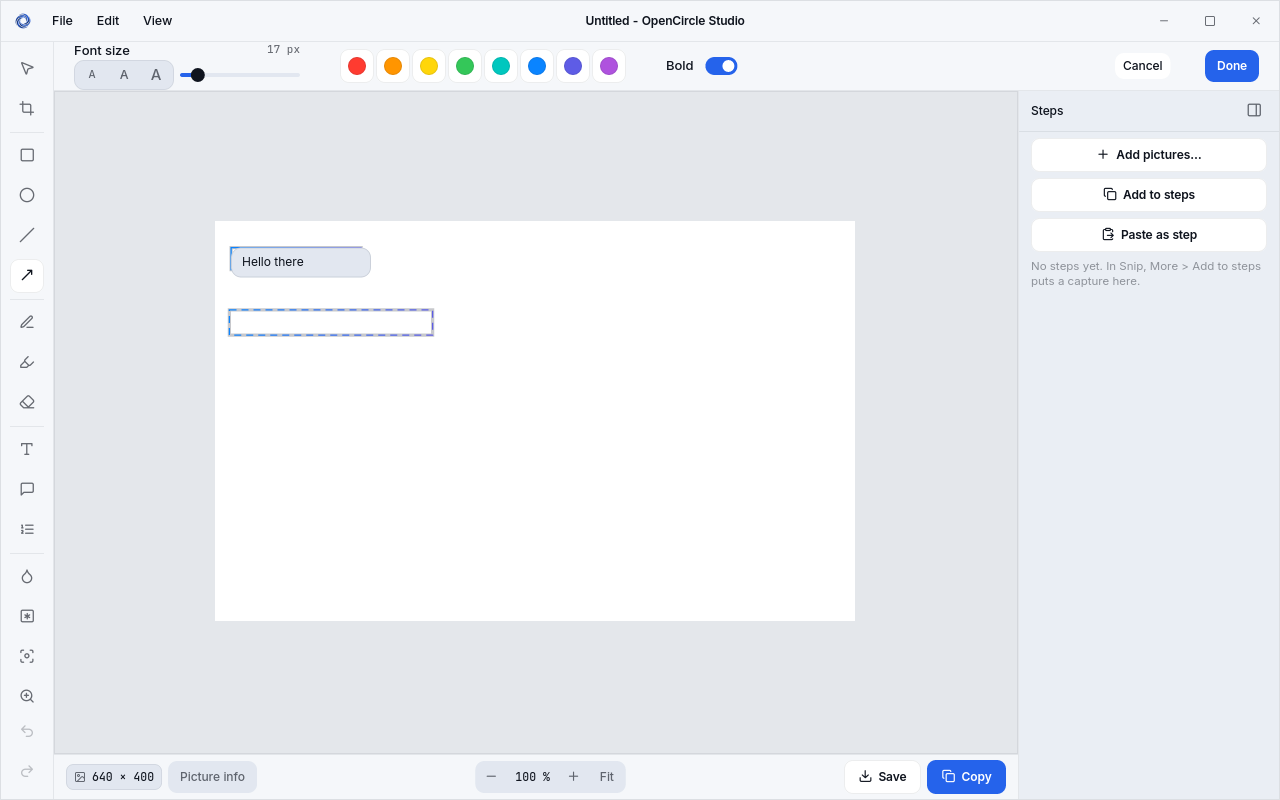 File Edit View Untitled - OpenCircle Studio
Font size 17 px
A A A
Bold
Cancel
Done
Steps
Add pictures...
Add to steps
Paste as step
No steps yet. In Snip, More > Add to steps
puts a capture here.
Hello there
640 × 400
Picture info
100 %
Fit
Save
Copy